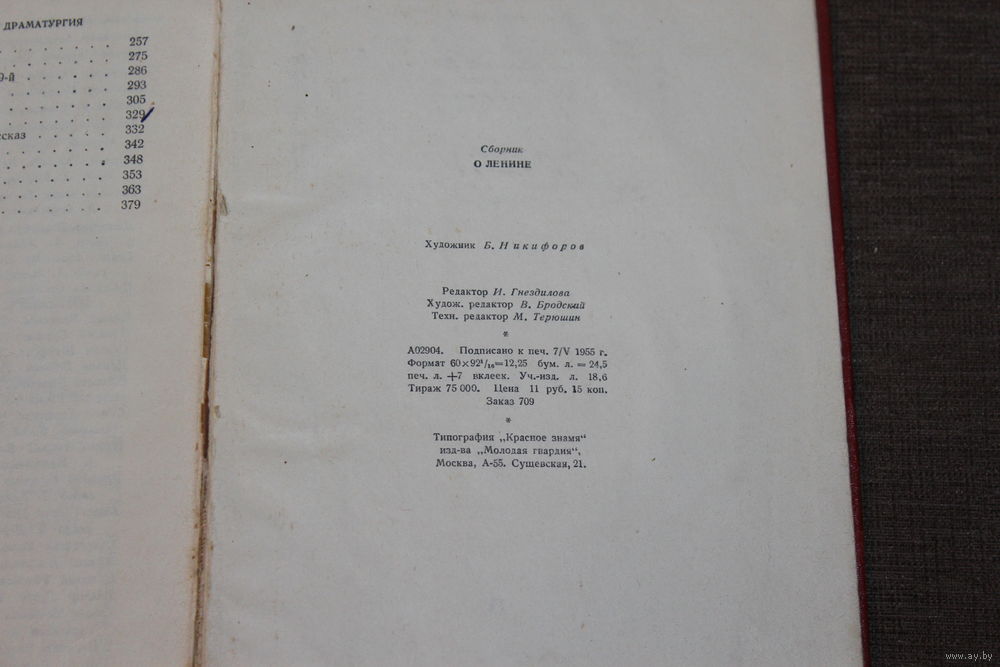 ДРАМАТУРГИЯ
. . . . . . 257
. . . . . . 275
9-й . . . . . . 286
. . . . . . . 293
. . . . . . . 305
. . . . . . . 329
сказ . . . . . 332
. . . . . . . 342
. . . . . . . 348
. . . . . . . 353
. . . . . . . 363
. . . . . . . 379
Сборник
О ЛЕНИНЕ
Художник Б. Никифоров
Редактор И. Гнездилова
Худож. редактор В. Бродский
Техн. редактор М. Терюшин
*
А02904. Подписано к печ. 7/V 1955 г.
Формат 60×92¹/₁₆=12,25 бум. л. = 24,5
печ. л. +7 вклеек. Уч.-изд. л. 18,6
Тираж 75 000. Цена 11 руб. 15 коп.
Заказ 709
*
Типография „Красное знамя“
изд-ва „Молодая гвардия“,
Москва, А-55. Сущевская, 21.
www.ay.by